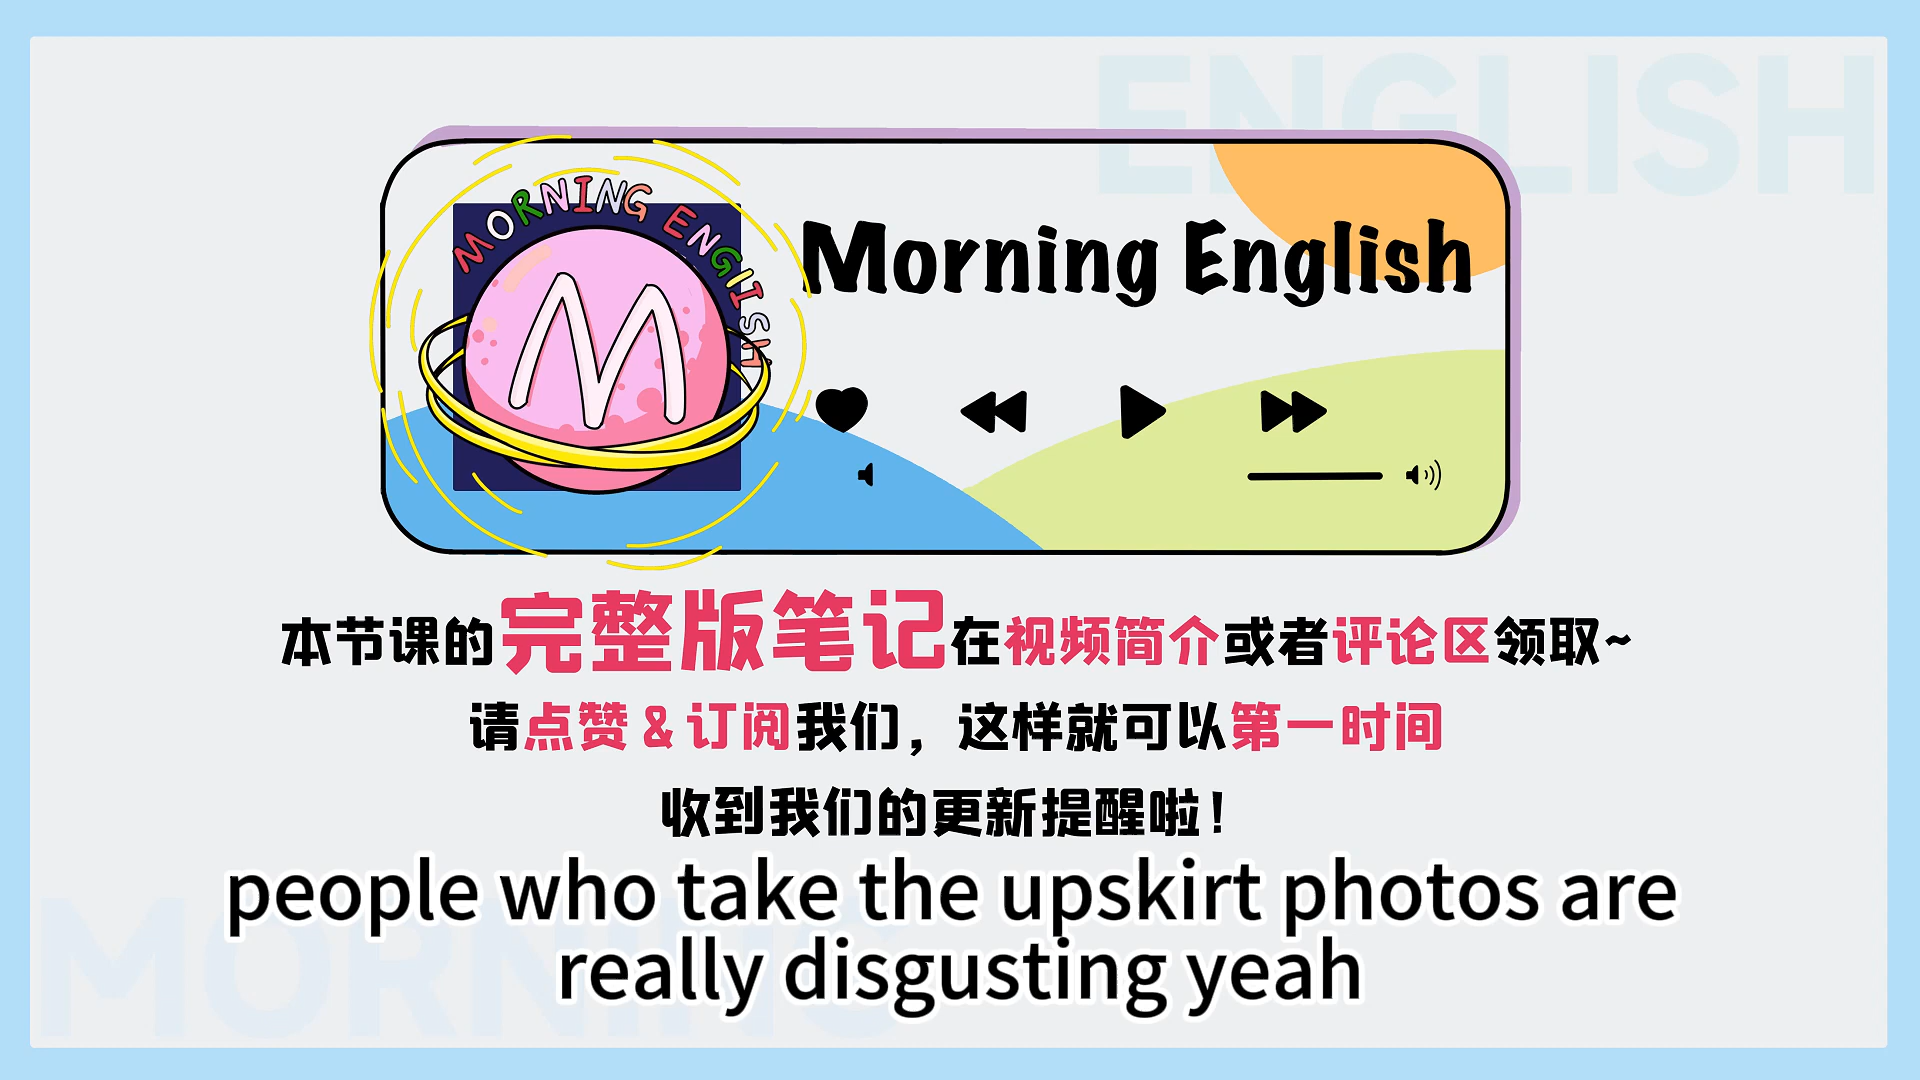 ENGLISH
MORNING ENGLISH
M
Morning English
本节课的完整版笔记在视频简介或者评论区领取~
请点赞&订阅我们，这样就可以第一时间
收到我们的更新提醒啦！
people who take the upskirt photos are
really disgusting yeah
MORNING